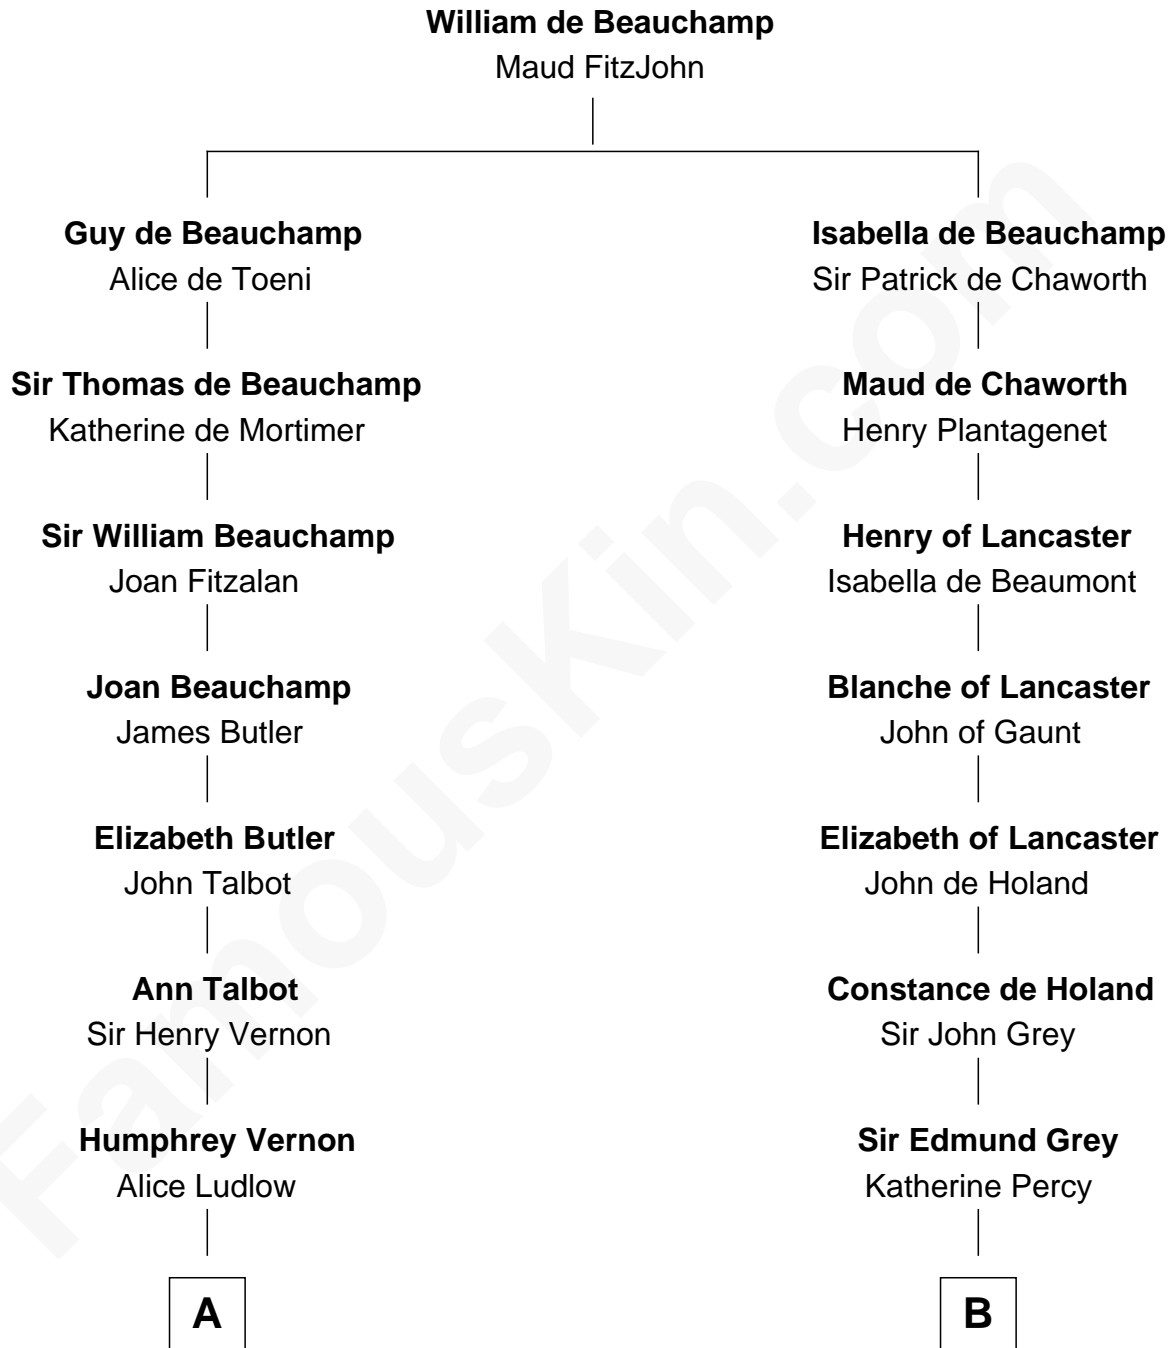 William de Beauchamp
Maud FitzJohn
Guy de Beauchamp
Alice de Toeni
Isabella de Beauchamp
Sir Patrick de Chaworth
Sir Thomas de Beauchamp
Katherine de Mortimer
Maud de Chaworth
Henry Plantagenet
Sir William Beauchamp
Joan Fitzalan
Henry of Lancaster
Isabella de Beaumont
Joan Beauchamp
James Butler
Blanche of Lancaster
John of Gaunt
Elizabeth Butler
John Talbot
Elizabeth of Lancaster
John de Holand
Ann Talbot
Sir Henry Vernon
Constance de Holand
Sir John Grey
Humphrey Vernon
Alice Ludlow
Sir Edmund Grey
Katherine Percy
A
B
FamousKin.com